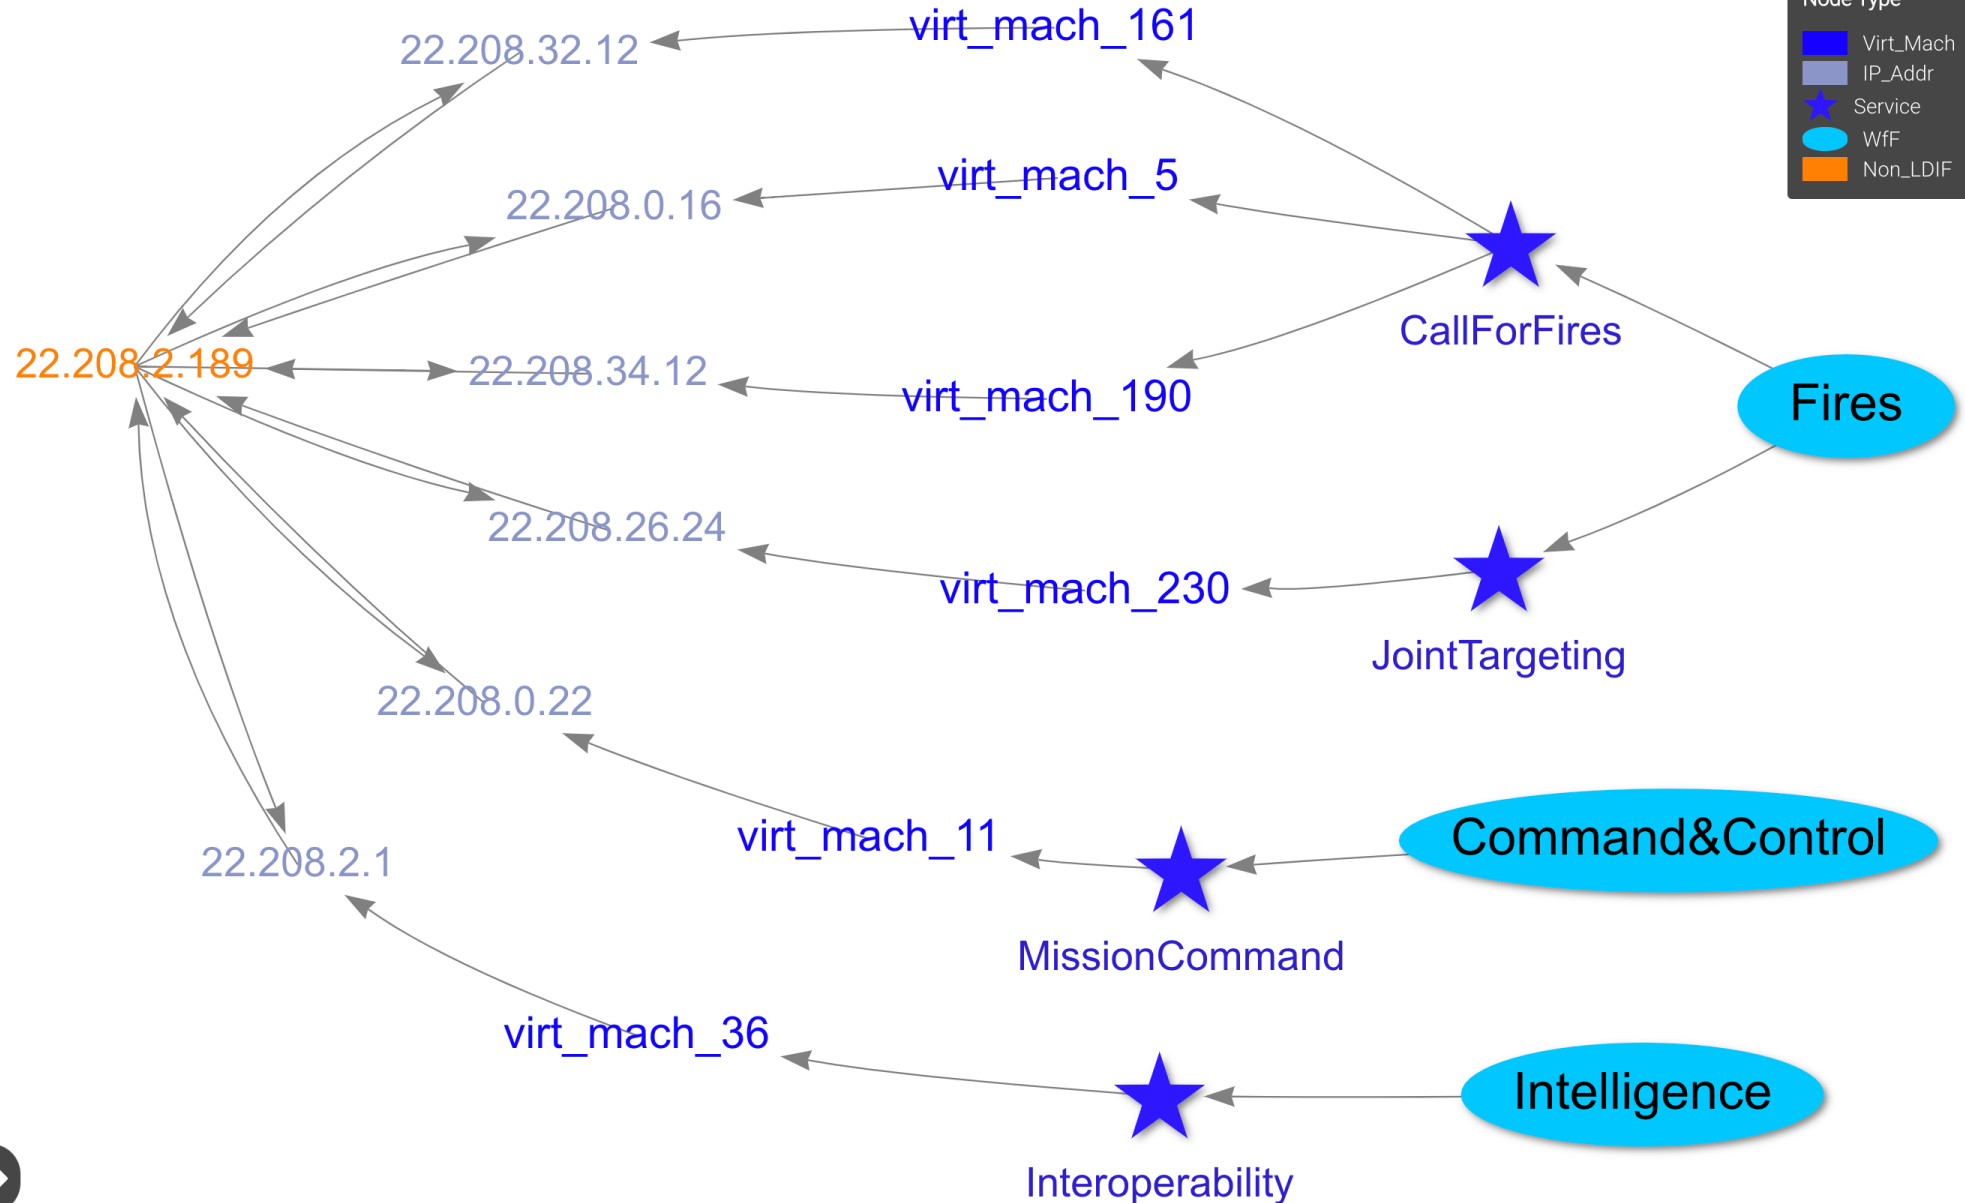 Node Type
Virt_Mach
IP_Addr
Service
WfF
Non_LDIF
virt_mach_161
22.208.32.12
virt_mach_5
22.208.0.16
CallForFires
22.208.2.189
22.208.34.12
virt_mach_190
Fires
22.208.26.24
virt_mach_230
JointTargeting
22.208.0.22
virt_mach_11
Command&Control
22.208.2.1
MissionCommand
virt_mach_36
Intelligence
Interoperability